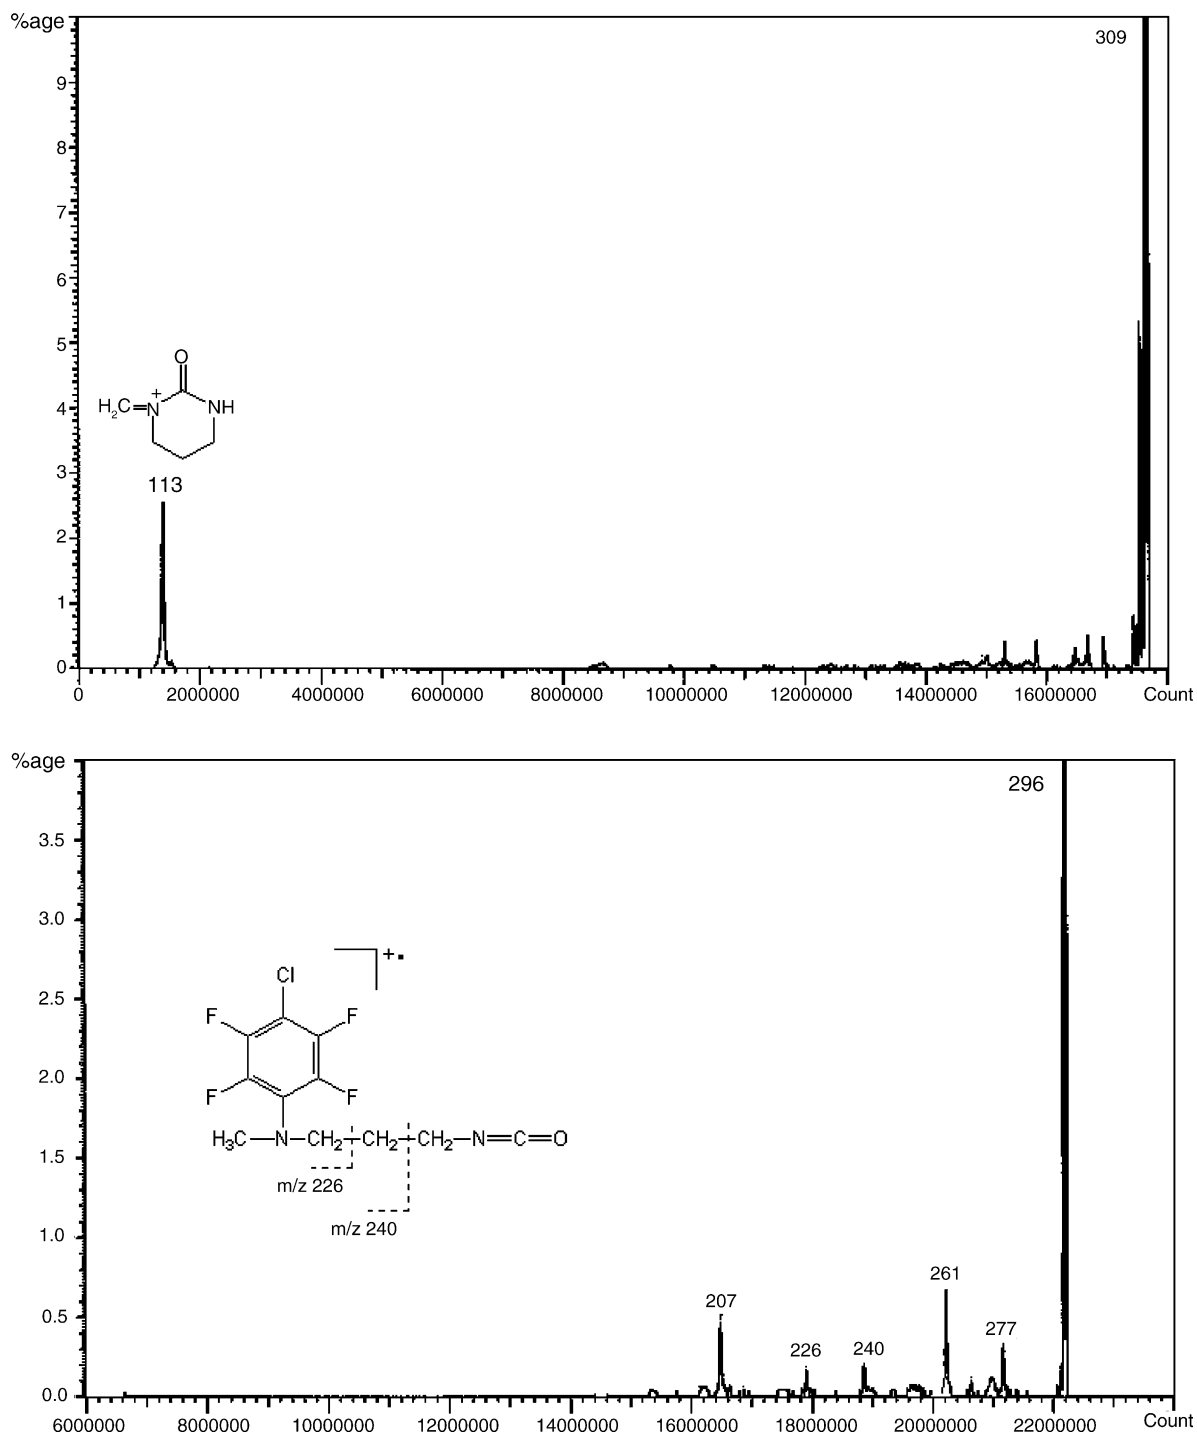 %age
309
9
8
7
6
5
4
3
2
1
0
O
H2C=N+ NH
113
0 2000000 4000000 6000000 8000000 10000000 12000000 14000000 16000000 Count
%age
296
3.5
3.0
2.5
2.0
1.5
1.0
0.5
0.0
+•
Cl
F F
F F
H3C—N—CH2—CH2—CH2—N=C=O
m/z 226
m/z 240
207
226
240
261
277
6000000 8000000 10000000 12000000 14000000 16000000 18000000 20000000 22000000 Count